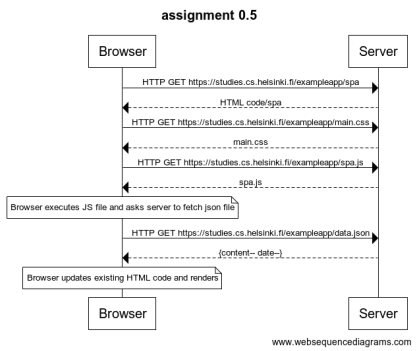 assignment 0.5
Browser Server
HTTP GET https://studies.cs.helsinki.fi/exampleapp/spa
HTML code/spa
HTTP GET https://studies.cs.helsinki.fi/exampleapp/main.css
main.css
HTTP GET https://studies.cs.helsinki.fi/exampleapp/spa.js
spa.js
Browser executes JS file and asks server to fetch json file
HTTP GET https://studies.cs.helsinki.fi/exampleapp/data.json
{content-- date--}
Browser updates existing HTML code and renders
Browser Server
www.websequencediagrams.com